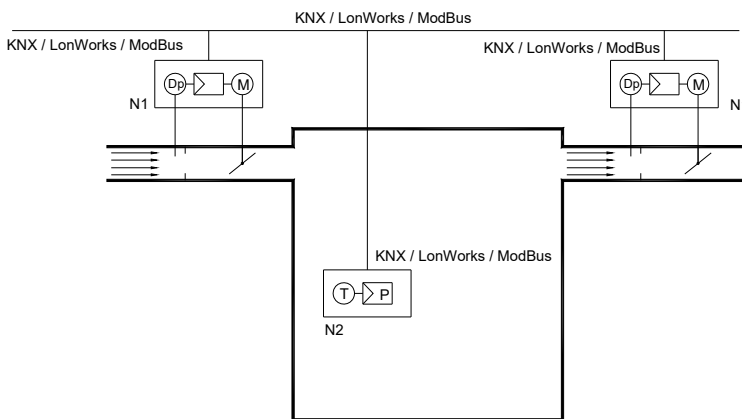 KNX / LonWorks / ModBus
KNX / LonWorks / ModBus
KNX / LonWorks / ModBus
Dp
M
N1
Dp
M
N
KNX / LonWorks / ModBus
T
P
N2